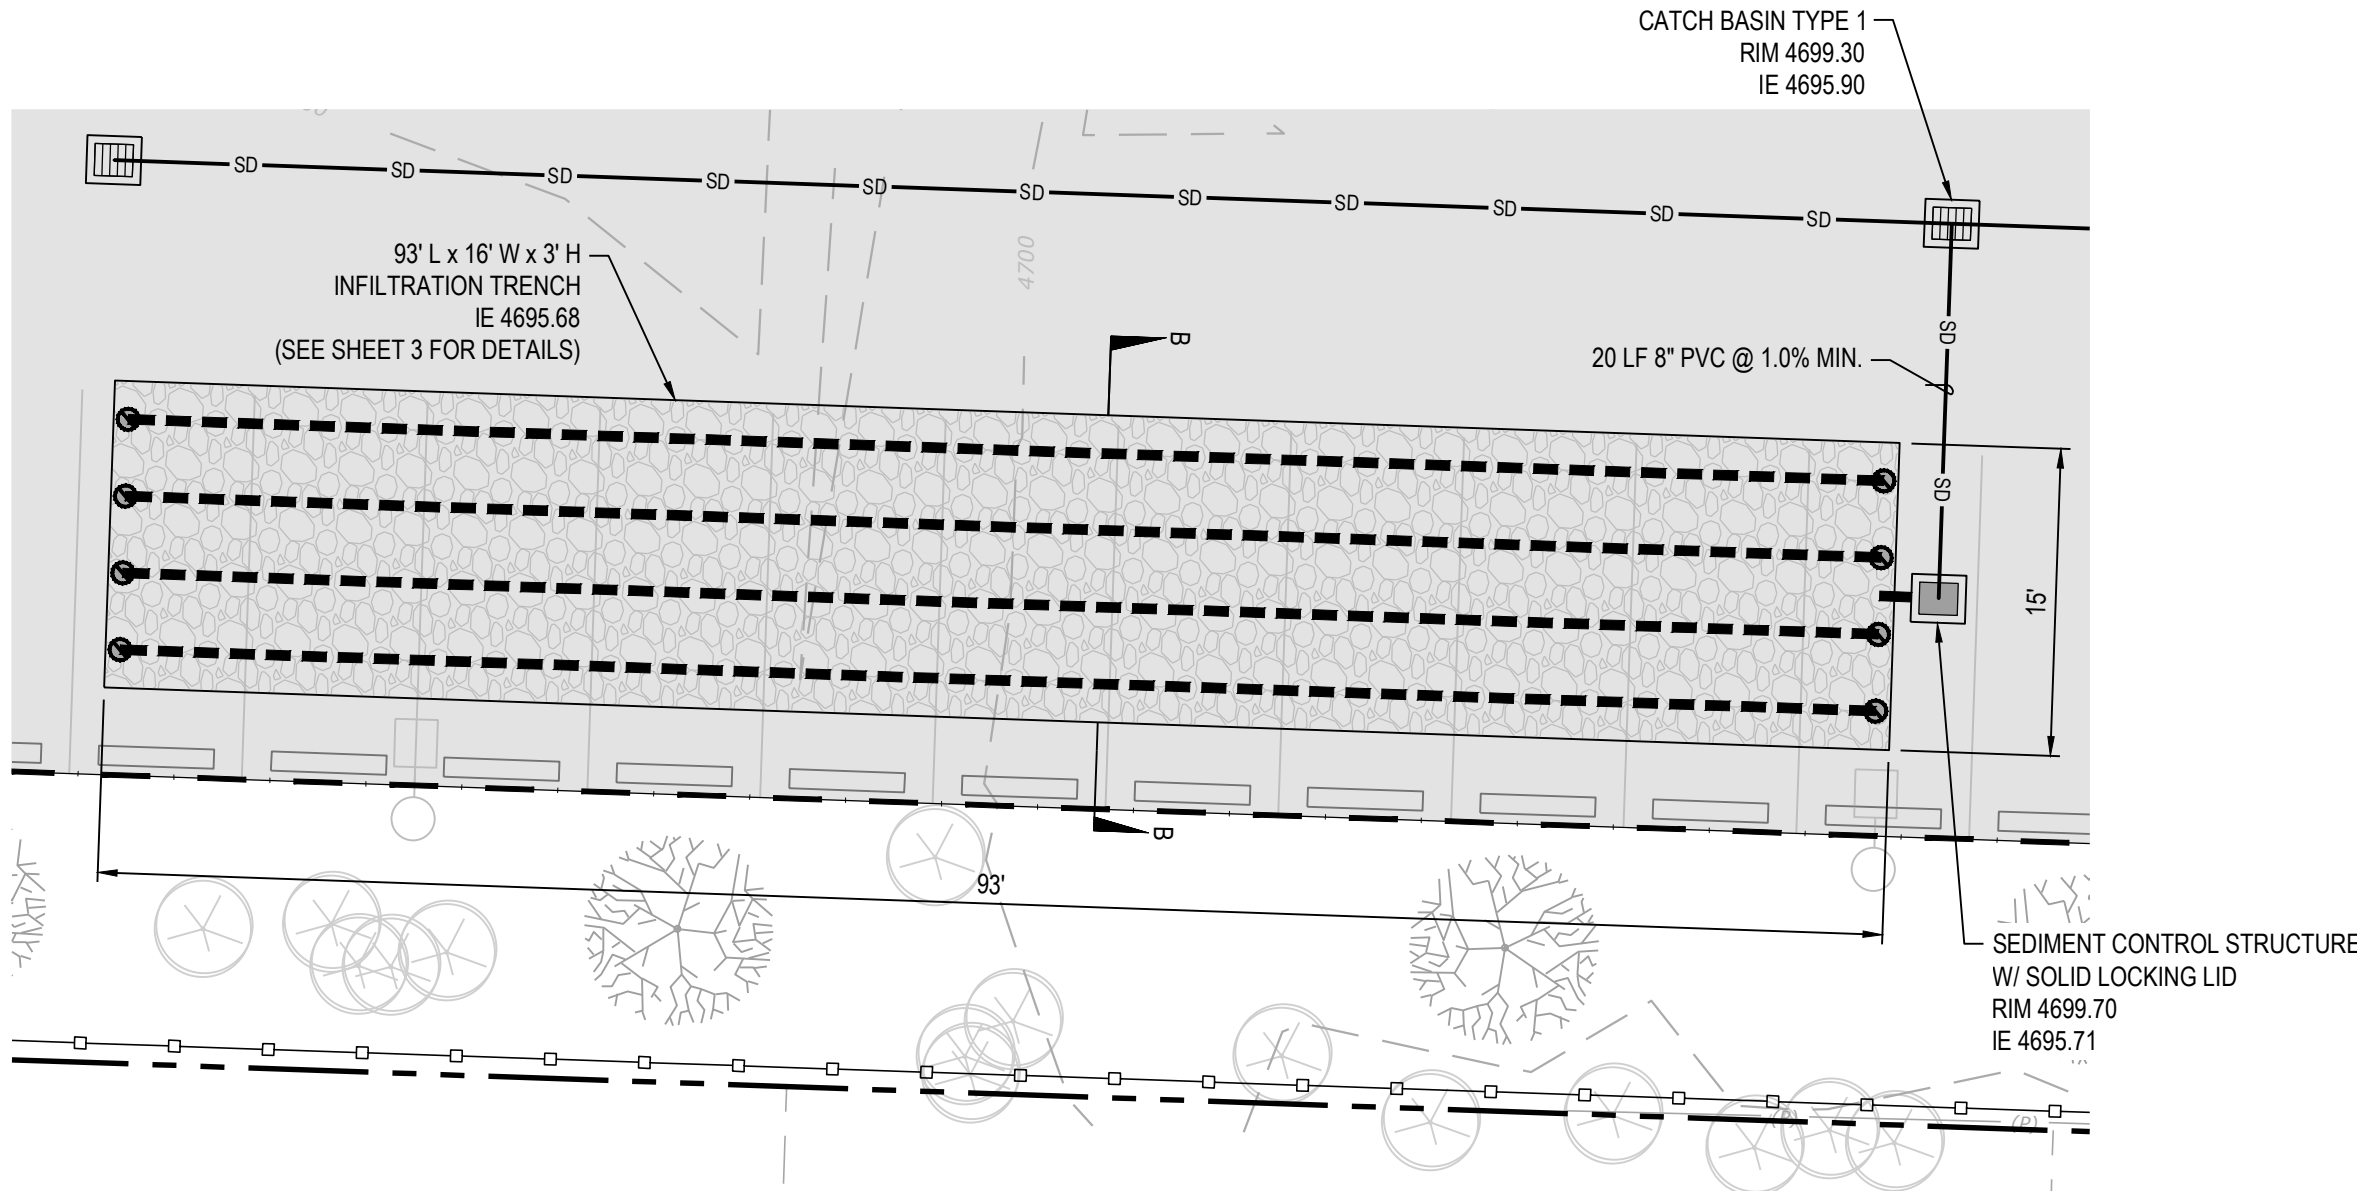 CATCH BASIN TYPE 1
RIM 4699.30
IE 4695.90
SD SD SD SD SD SD SD SD SD SD SD
93' L x 16' W x 3' H
INFILTRATION TRENCH
IE 4695.68
(SEE SHEET 3 FOR DETAILS)
4700
B
SD
20 LF 8" PVC @ 1.0% MIN.
SD
15'
B
93'
SEDIMENT CONTROL STRUCTURE
W/ SOLID LOCKING LID
RIM 4699.70
IE 4695.71
(P)
(P)